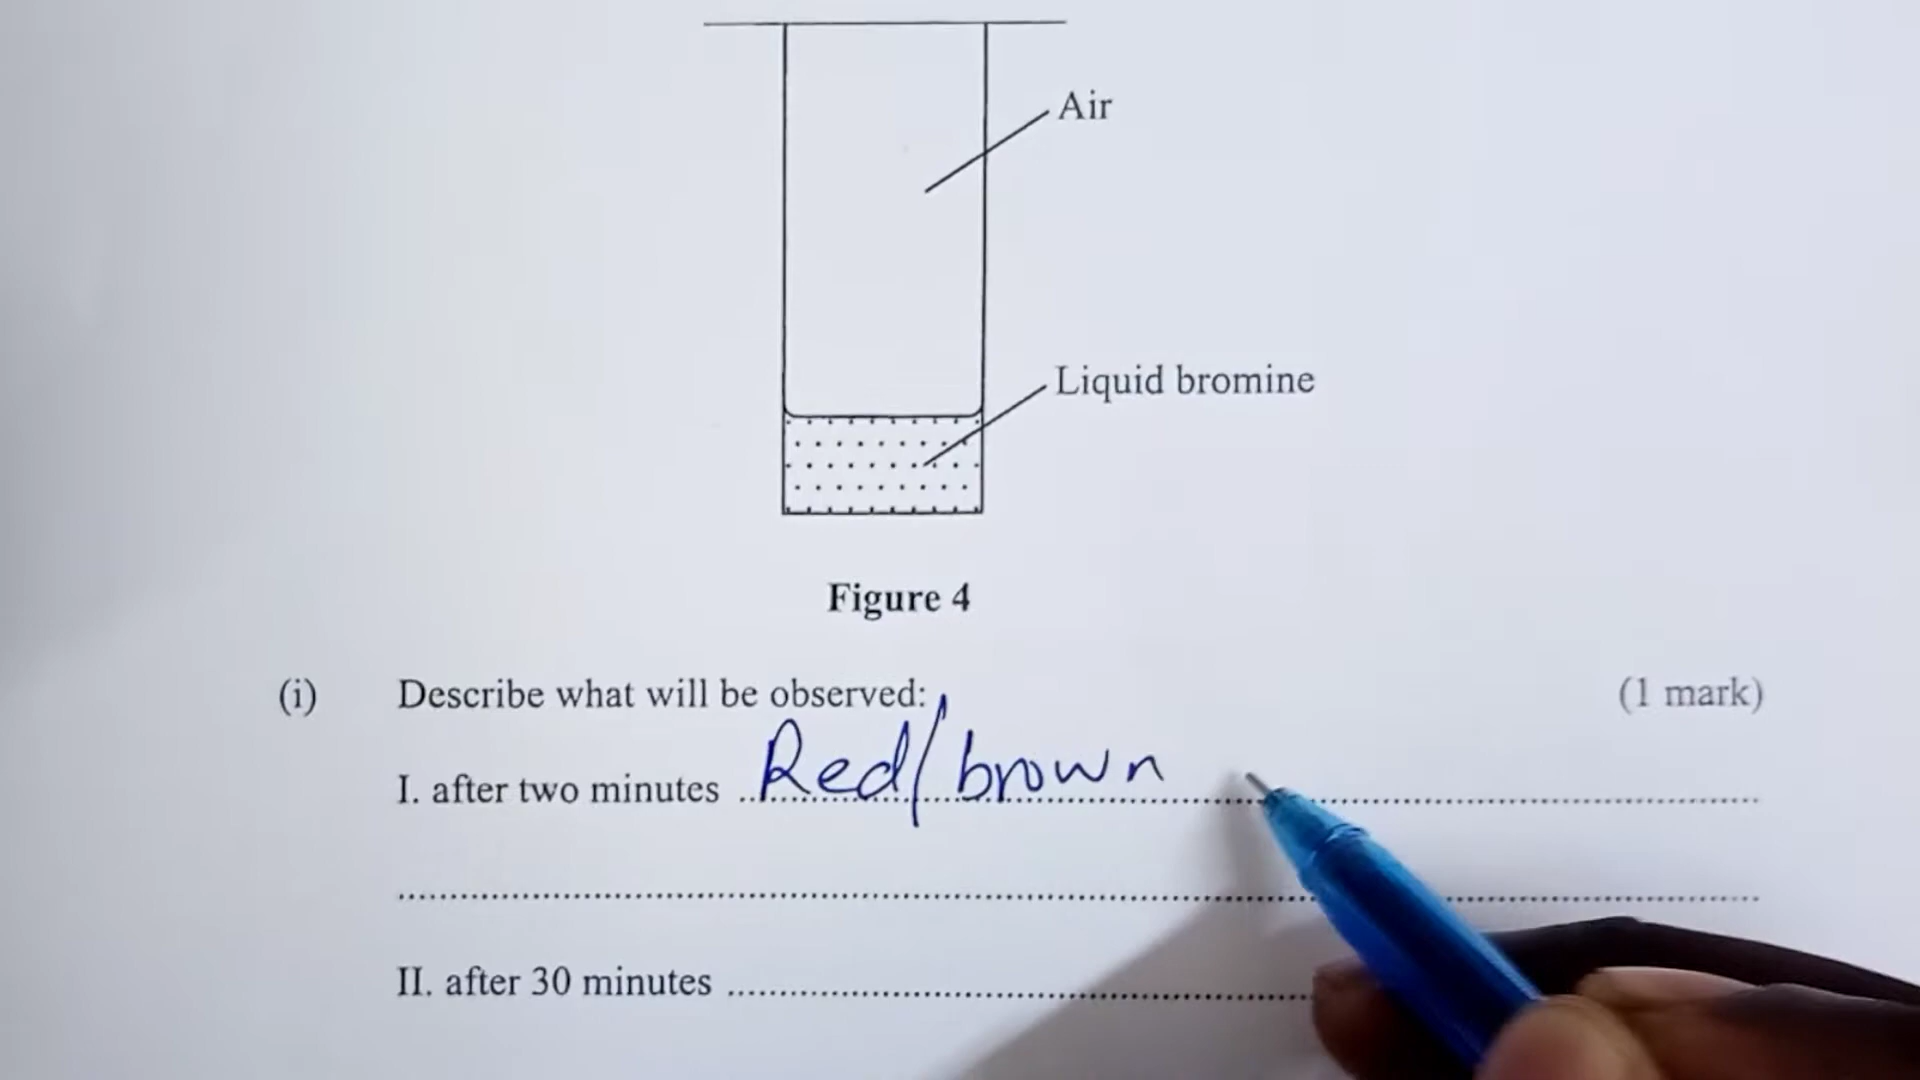 Air
Liquid bromine
Figure 4
(i) Describe what will be observed: (1 mark)
I. after two minutes Red/brown
II. after 30 minutes